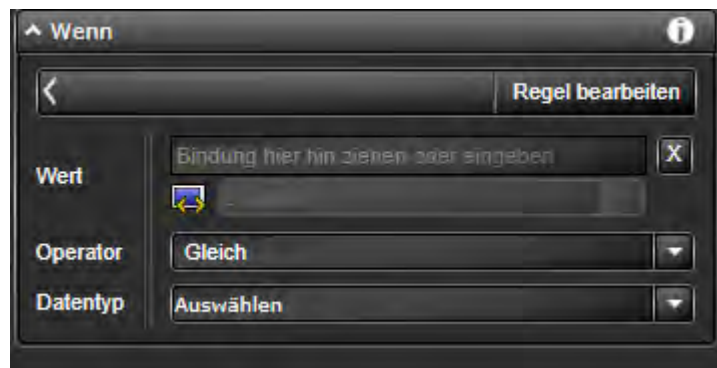 Wenn
Regel bearbeiten
Wert
Bindung hier hin ziehen oder eingeben
X
Operator
Gleich
Datentyp
Auswählen